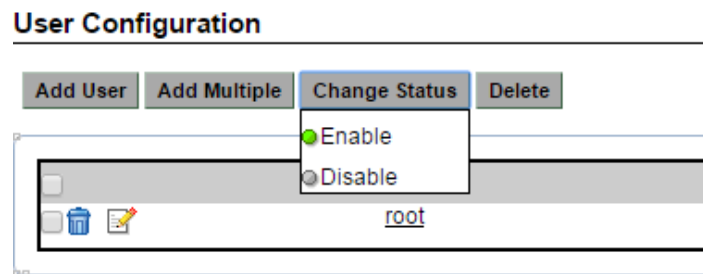 User Configuration
Add User Add Multiple Change Status Delete
Enable
Disable
root